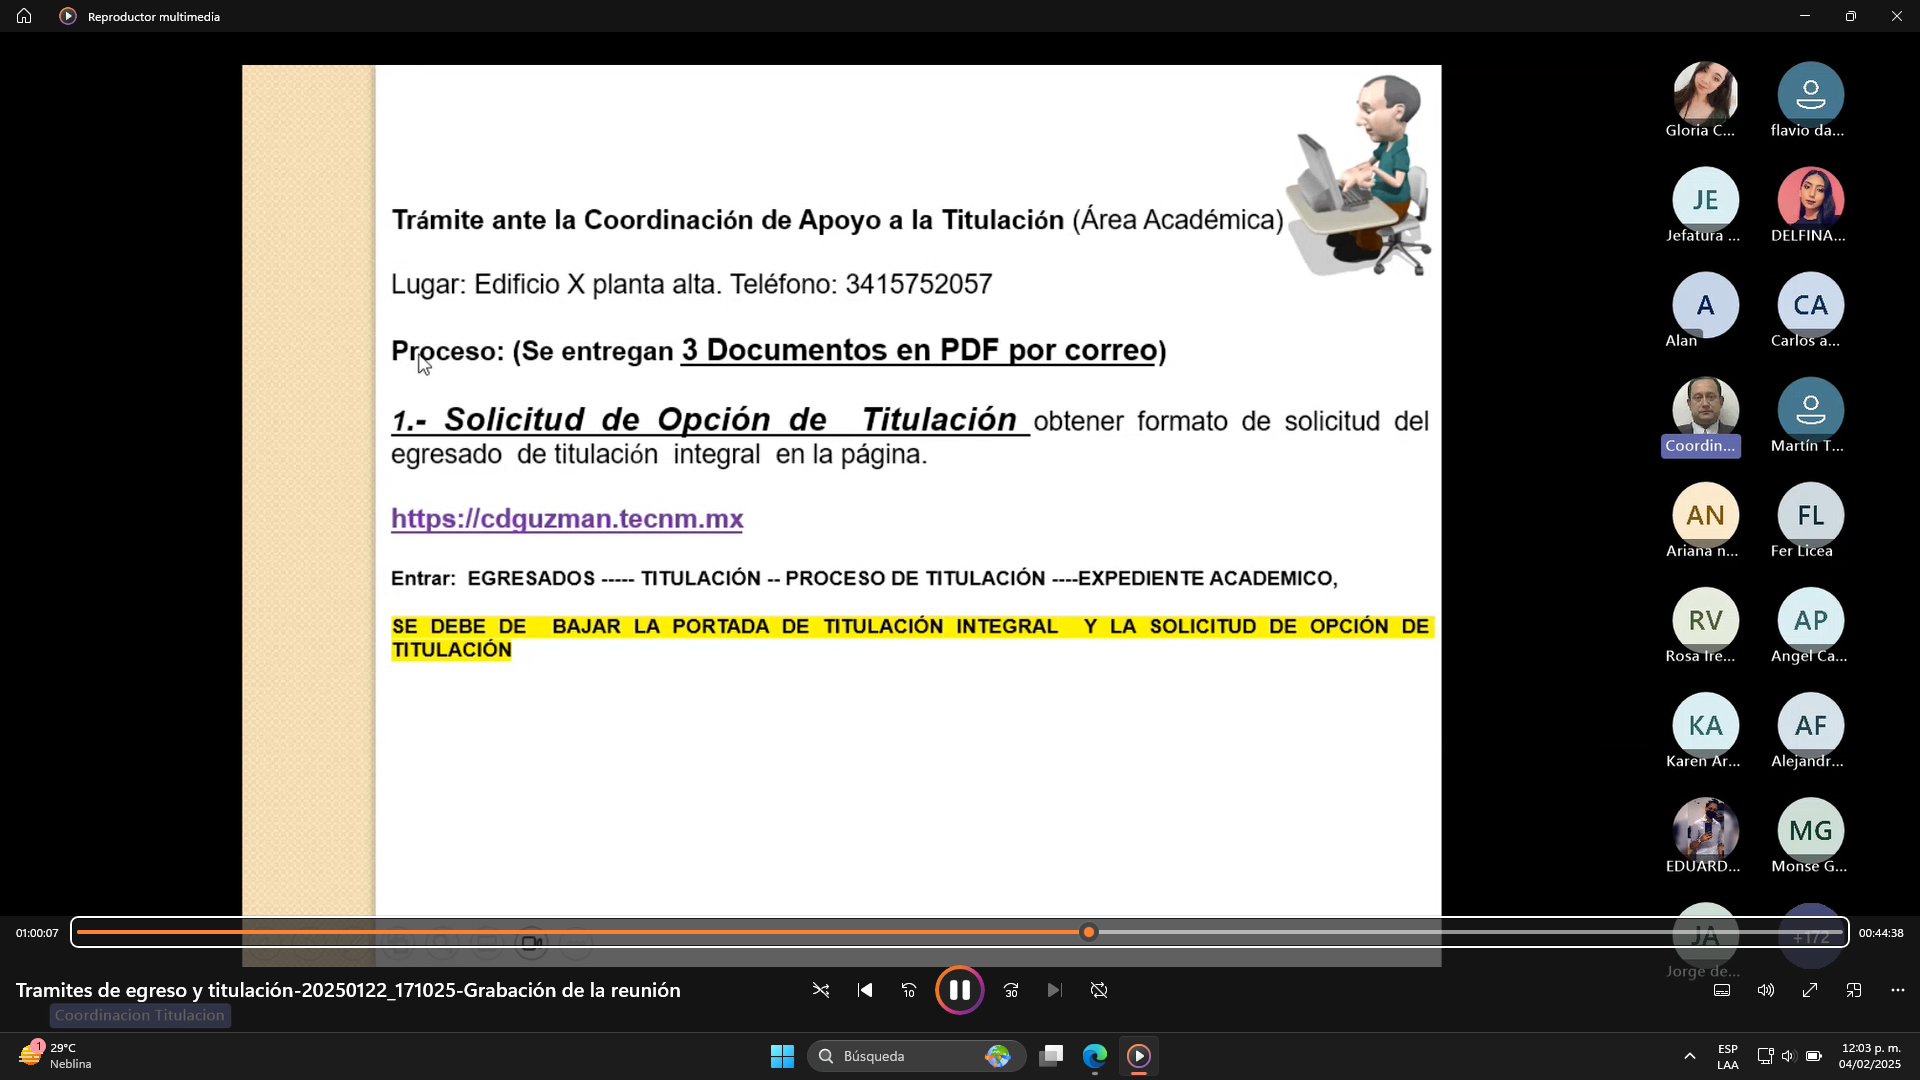 Reproductor multimedia
Trámite ante la Coordinación de Apoyo a la Titulación (Área Académica)
Lugar: Edificio X planta alta. Teléfono: 3415752057
Proceso: (Se entregan 3 Documentos en PDF por correo)
1.- Solicitud de Opción de Titulación obtener formato de solicitud del
egresado de titulación integral en la página.
https://cdguzman.tecnm.mx
Entrar: EGRESADOS ----- TITULACIÓN -- PROCESO DE TITULACIÓN ----EXPEDIENTE ACADEMICO,
SE DEBE DE BAJAR LA PORTADA DE TITULACIÓN INTEGRAL Y LA SOLICITUD DE OPCIÓN DE
TITULACIÓN
Gloria C...
flavio da...
JE
Jefatura ...
DELFINA...
A
Alan
CA
Carlos a...
Coordin...
Martín T...
AN
Ariana n...
FL
Fer Licea
RV
Rosa Ire...
AP
Angel Ca...
KA
Karen Ar...
AF
Alejandr...
EDUARD...
MG
Monse G...
JA
Jorge de...
+172
01:00:07
00:44:38
Tramites de egreso y titulación-20250122_171025-Grabación de la reunión
Coordinacion Titulacion
10
30
1
29°C
Neblina
Búsqueda
ESP
LAA
12:03 p. m.
04/02/2025